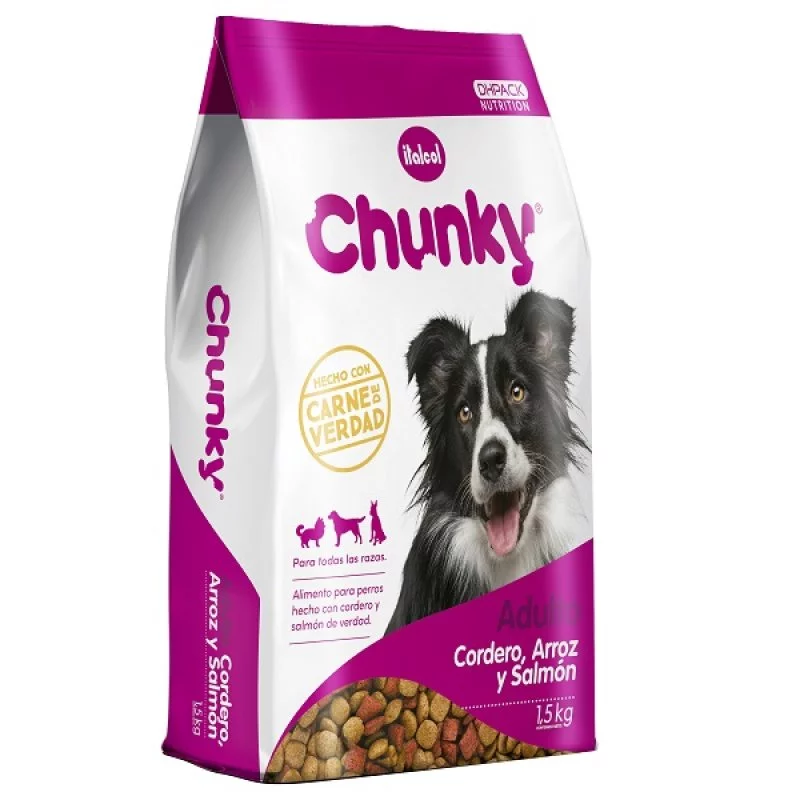 DHPACK
NUTRITION
italcol
Chunky®
HECHO CON
CARNE DE
VERDAD
Para todas las razas.
Alimento para perros
hecho con cordero y
salmón de verdad.
Adultos
Cordero, Arroz
y Salmón
1,5 kg
Chunky®
Cordero,
Arroz y Salmón
1,5 kg